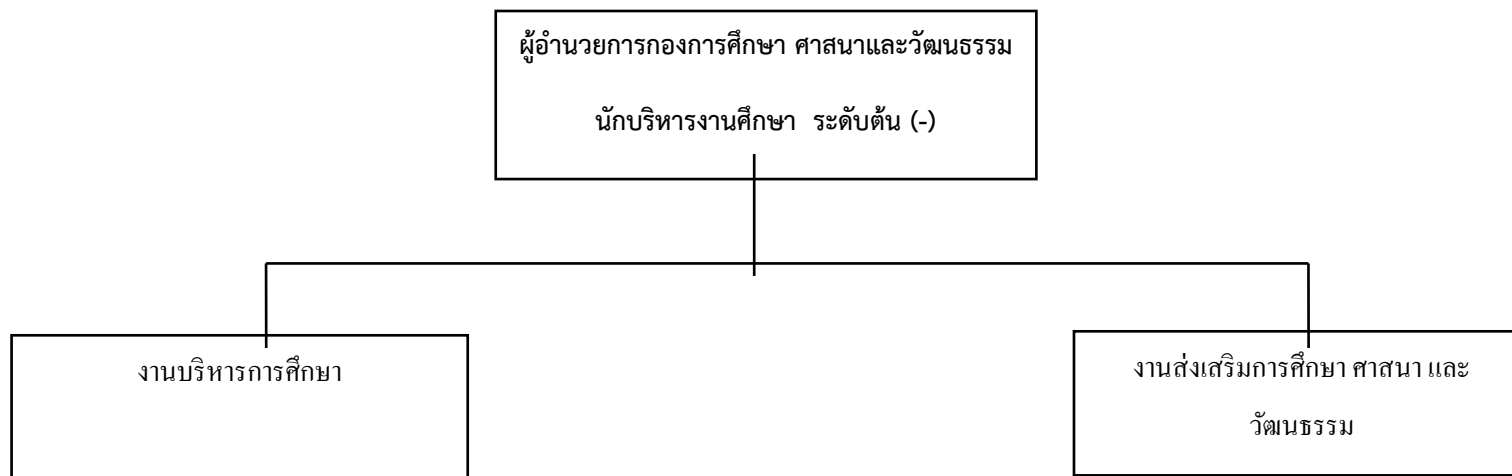 ผู้อำนวยการกองการศึกษา ศาสนาและวัฒนธรรม
นักบริหารงานศึกษา ระดับต้น (-)
งานบริหารการศึกษา
งานส่งเสริมการศึกษา ศาสนา และ
วัฒนธรรม